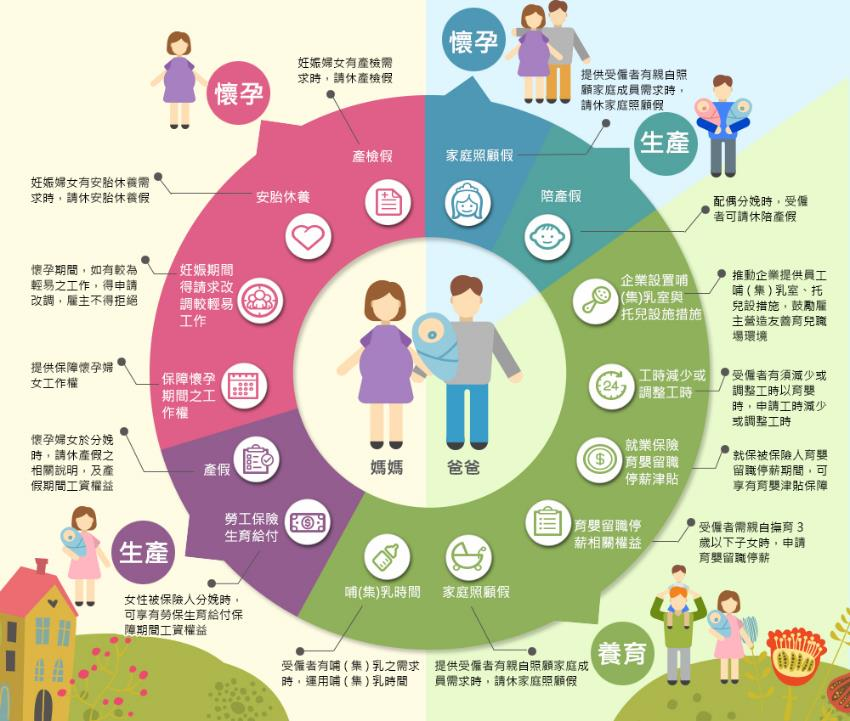 懷孕
妊娠婦女有產檢需
求時，請休產檢假
產檢假
妊娠婦女有安胎休養需
求時，請休安胎休養假
安胎休養
懷孕期間，如有較為
輕易之工作，得申請
改調，雇主不得拒絕
妊娠期間
得請求改
調較輕易
工作
提供保障懷孕婦
女工作權
保障懷孕
期間之工
作權
懷孕婦女於分娩
時，請休產假之
相關說明，及產
假期間工資權益
產假
生產
勞工保險
生育給付
女性被保險人分娩時，
可享有勞保生育給付保
障期間工資權益
媽媽
爸爸
懷孕
提供受僱者有親自照
顧家庭成員需求時，
請休家庭照顧假
家庭照顧假
生產
陪產假
配偶分娩時，受僱
者可請休陪產假
企業設置哺
(集)乳室與
托兒設施措施
推動企業提供員工
哺（集）乳室、托
兒設施措施，鼓勵雇
主營造友善育兒職
場環境
24
工時減少或
調整工時
受僱者有須減少或
調整工時以育嬰
時，申請工時減少
或調整工時
就業保險
育嬰留職
停薪津貼
就保被保險人育嬰
留職停薪期間，可
享有育嬰津貼保障
育嬰留職停
薪相關權益
受僱者需親自撫育 3
歲以下子女時，申請
育嬰留職停薪
養育
家庭照顧假
提供受僱者有親自照顧家庭成
員需求時，請休家庭照顧假
哺(集)乳時間
受僱者有哺（集）乳之需求
時，運用哺（集）乳時間